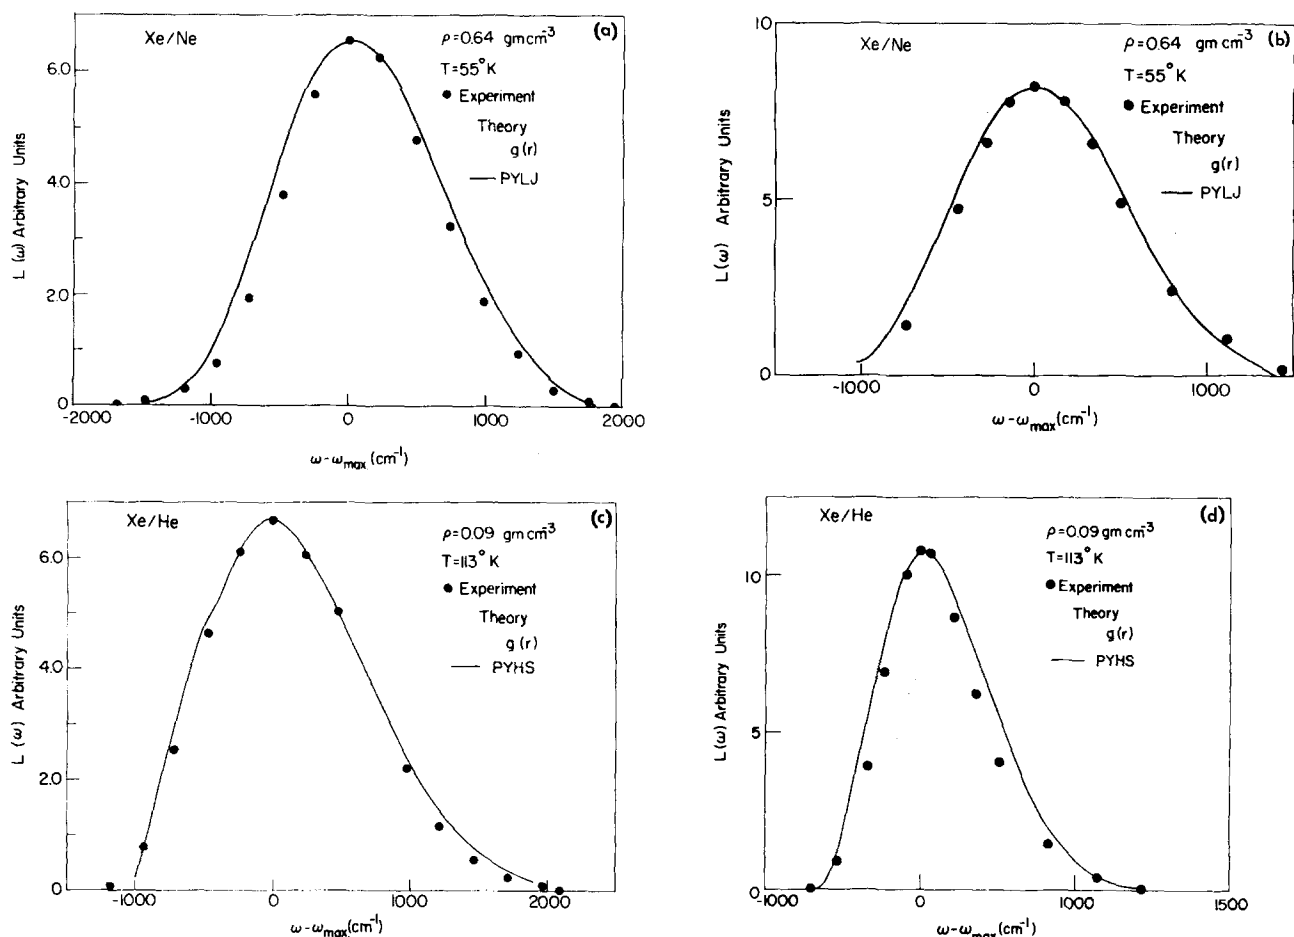 Xe/Ne
(a)
ρ=0.64 gm cm⁻³
T=55°K
Experiment
Theory
g(r)
PYLJ
6.0
4.0
2.0
0
-2000
-1000
0
1000
2000
L (ω) Arbitrary Units
ω-ωmax(cm⁻¹)
Xe/Ne
(b)
ρ=0.64 gm cm⁻³
T=55°K
Experiment
Theory
g(r)
PYLJ
10
5
0
-1000
0
1000
L(ω) Arbitrary Units
ω-ωmax(cm⁻¹)
Xe/He
(c)
ρ=0.09 gm cm⁻³
T=113°K
Experiment
Theory
g(r)
PYHS
6.0
4.0
2.0
0
-1000
0
1000
2000
L (ω) Arbitrary Units
ω-ωmax(cm⁻¹)
Xe/He
(d)
ρ=0.09 gm cm⁻³
T=113°K
Experiment
Theory
g(r)
PYHS
10
5
0
-1000
0
1000
1500
L(ω) Arbitrary Units
ω-ωmax(cm⁻¹)